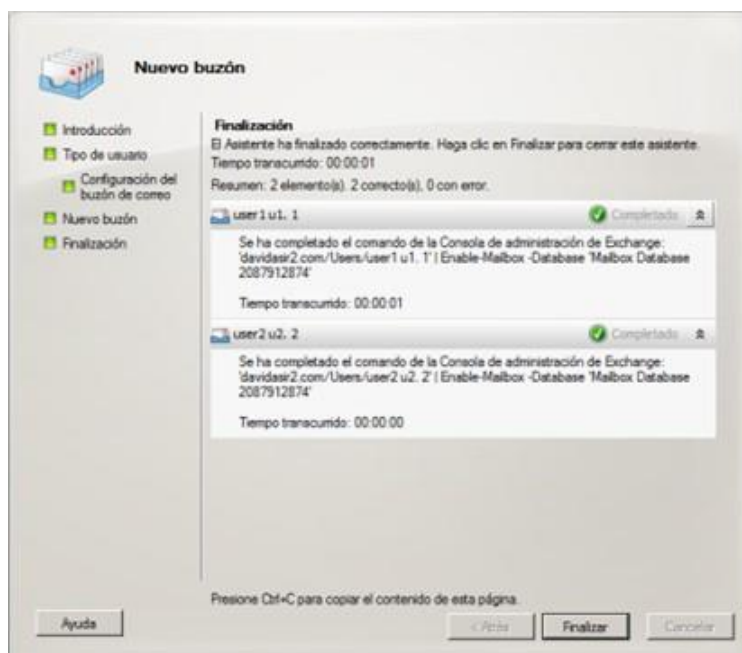 Nuevo buzón
Introducción
Tipo de usuario
Configuración del
buzón de correo
Nuevo buzón
Finalización
Finalización
El Asistente ha finalizado correctamente. Haga clic en Finalizar para cerrar este asistente.
Tiempo transcurrido: 00:00:01
Resumen: 2 elemento(s). 2 correcto(s), 0 con error.
user1 u1. 1
Completado
Se ha completado el comando de la Consola de administración de Exchange:
'davidasir2.com/Users/user1 u1. 1' | Enable-Mailbox -Database 'Mailbox Database
2087912874'
Tiempo transcurrido: 00:00:01
user2 u2. 2
Completado
Se ha completado el comando de la Consola de administración de Exchange:
'davidasir2.com/Users/user2 u2. 2' | Enable-Mailbox -Database 'Mailbox Database
2087912874'
Tiempo transcurrido: 00:00:00
Presione Ctrl+C para copiar el contenido de esta página.
Ayuda
< Atrás
Finalizar
Cancelar